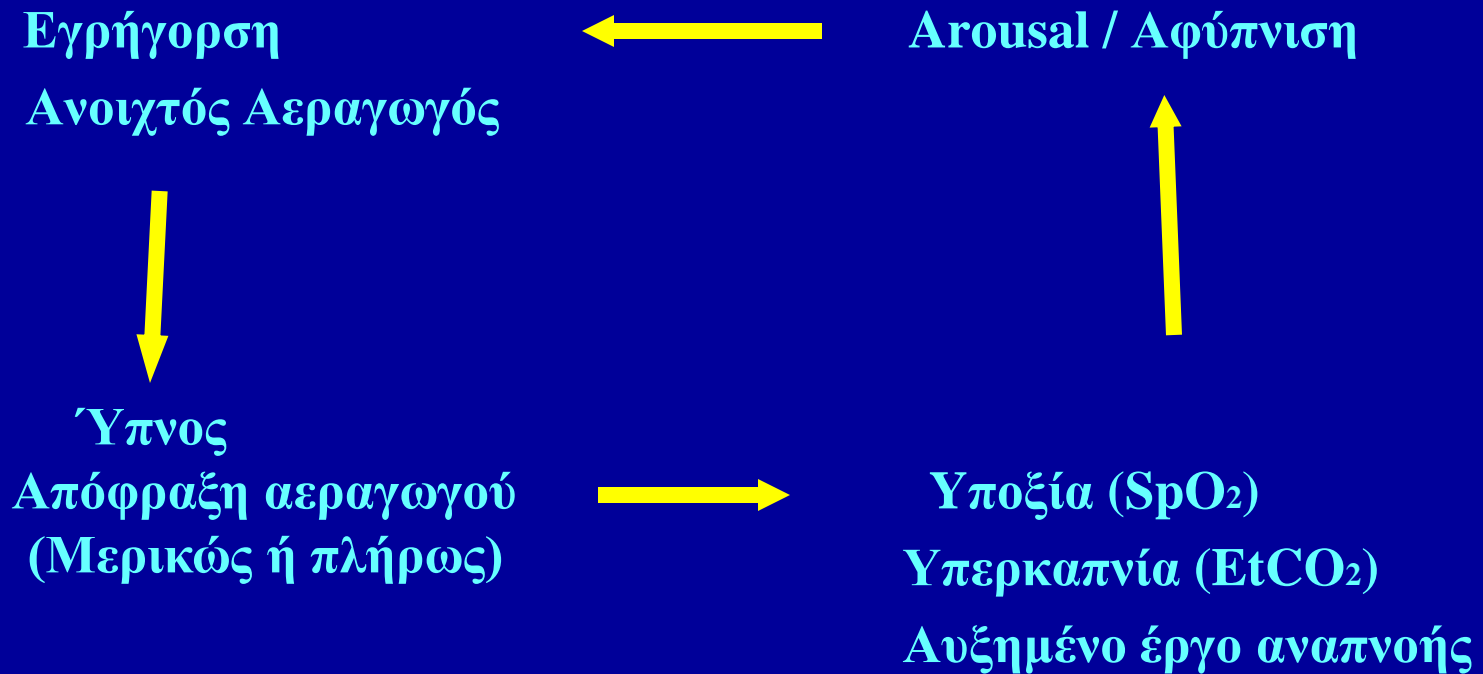 Εγρήγορση
Ανοιχτός Αεραγωγός
Arousal / Αφύπνιση
Ύπνος
Απόφραξη αεραγωγού
(Μερικώς ή πλήρως)
Υποξία (SpO₂)
Υπερκαπνία (EtCO₂)
Αυξημένο έργο αναπνοής